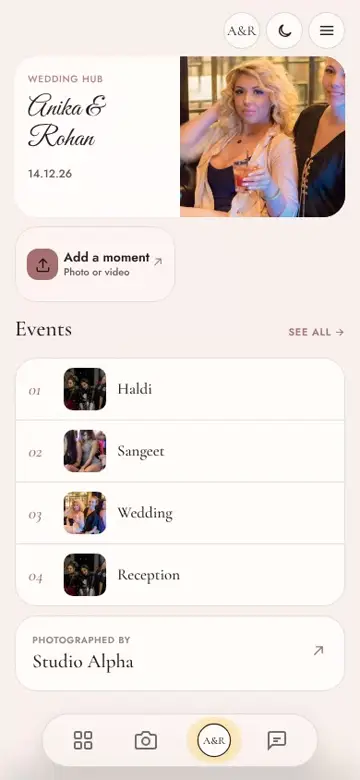 A&R
WEDDING HUB
Anika &
Rohan
14.12.26
Add a moment
Photo or video
Events
SEE ALL →
01 Haldi
02 Sangeet
03 Wedding
04 Reception
PHOTOGRAPHED BY
Studio Alpha
A&R